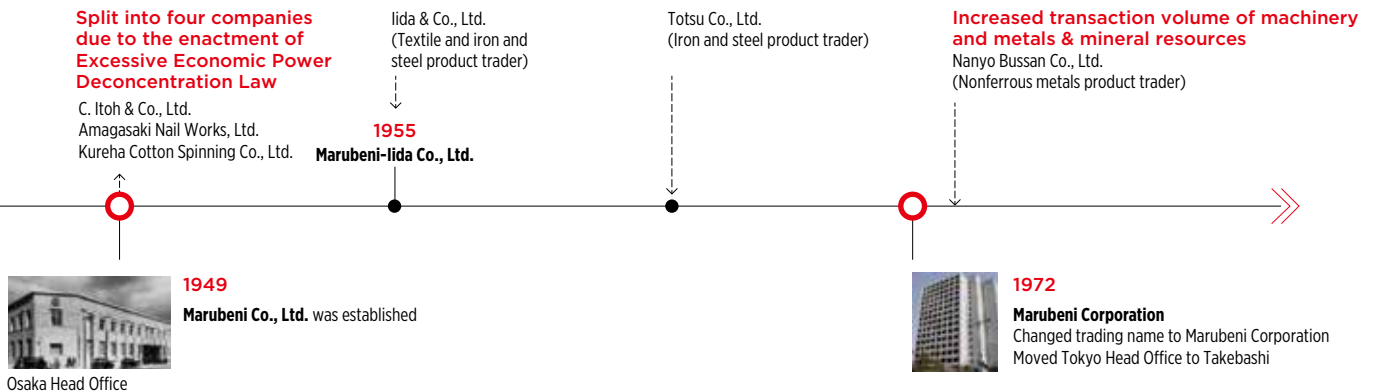 Split into four companies
due to the enactment of
Excessive Economic Power
Deconcentration Law
C. Itoh & Co., Ltd.
Amagasaki Nail Works, Ltd.
Kureha Cotton Spinning Co., Ltd.
Iida & Co., Ltd.
(Textile and iron and
steel product trader)
1955
Marubeni-Iida Co., Ltd.
Totsu Co., Ltd.
(Iron and steel product trader)
Increased transaction volume of machinery
and metals & mineral resources
Nanyo Bussan Co., Ltd.
(Nonferrous metals product trader)
1949
Marubeni Co., Ltd. was established
Osaka Head Office
1972
Marubeni Corporation
Changed trading name to Marubeni Corporation
Moved Tokyo Head Office to Takebashi